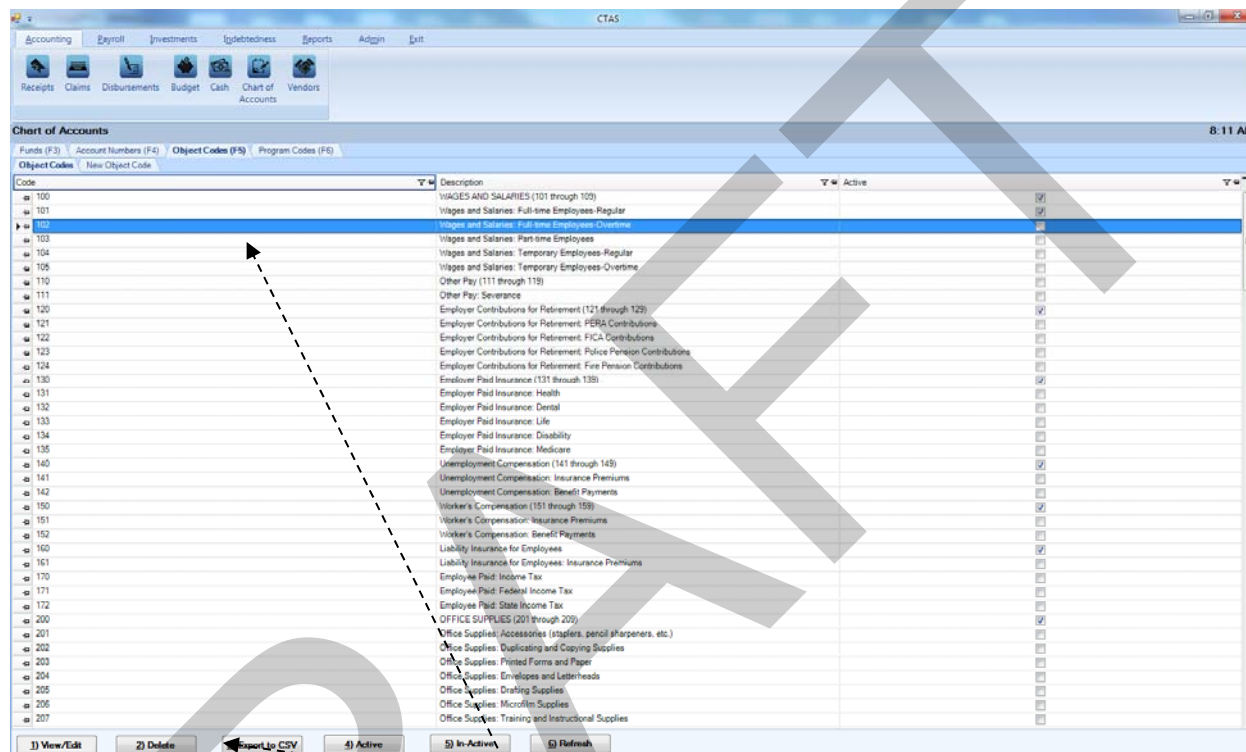 CTAS
Accounting Payroll Investments Indebtedness Reports Admin Exit
Receipts Claims Disbursements Budget Cash Chart of Accounts Vendors
Chart of Accounts 8:11 A
Funds (F3) Account Numbers (F4) Object Codes (F5) Program Codes (F6)
Object Codes New Object Code
Code Description Active
100 WAGES AND SALARIES (101 through 109)
101 Wages and Salaries: Full-time Employees-Regular
102 Wages and Salaries: Full-time Employees-Overtime
103 Wages and Salaries: Part-time Employees
104 Wages and Salaries: Temporary Employees-Regular
105 Wages and Salaries: Temporary Employees-Overtime
110 Other Pay (111 through 119)
111 Other Pay: Severance
120 Employer Contributions for Retirement (121 through 129)
121 Employer Contributions for Retirement: PERA Contributions
122 Employer Contributions for Retirement: FICA Contributions
123 Employer Contributions for Retirement: Police Pension Contributions
124 Employer Contributions for Retirement: Fire Pension Contributions
130 Employer Paid Insurance (131 through 139)
131 Employer Paid Insurance: Health
132 Employer Paid Insurance: Dental
133 Employer Paid Insurance: Life
134 Employer Paid Insurance: Disability
135 Employer Paid Insurance: Medicare
140 Unemployment Compensation (141 through 149)
141 Unemployment Compensation: Insurance Premiums
142 Unemployment Compensation: Benefit Payments
150 Worker's Compensation (151 through 159)
151 Worker's Compensation: Insurance Premiums
152 Worker's Compensation: Benefit Payments
160 Liability Insurance for Employees
161 Liability Insurance for Employees: Insurance Premiums
170 Employee Paid: Income Tax
171 Employee Paid: Federal Income Tax
172 Employee Paid: State Income Tax
200 OFFICE SUPPLIES (201 through 209)
201 Office Supplies: Accessories (staplers, pencil sharpeners, etc.)
202 Office Supplies: Duplicating and Copying Supplies
203 Office Supplies: Printed Forms and Paper
204 Office Supplies: Envelopes and Letterheads
205 Office Supplies: Drafting Supplies
206 Office Supplies: Microfilm Supplies
207 Office Supplies: Training and Instructional Supplies
1) View/Edit 2) Delete Export to CSV 4) Active 5) In-Active 6) Refresh
DRAFT